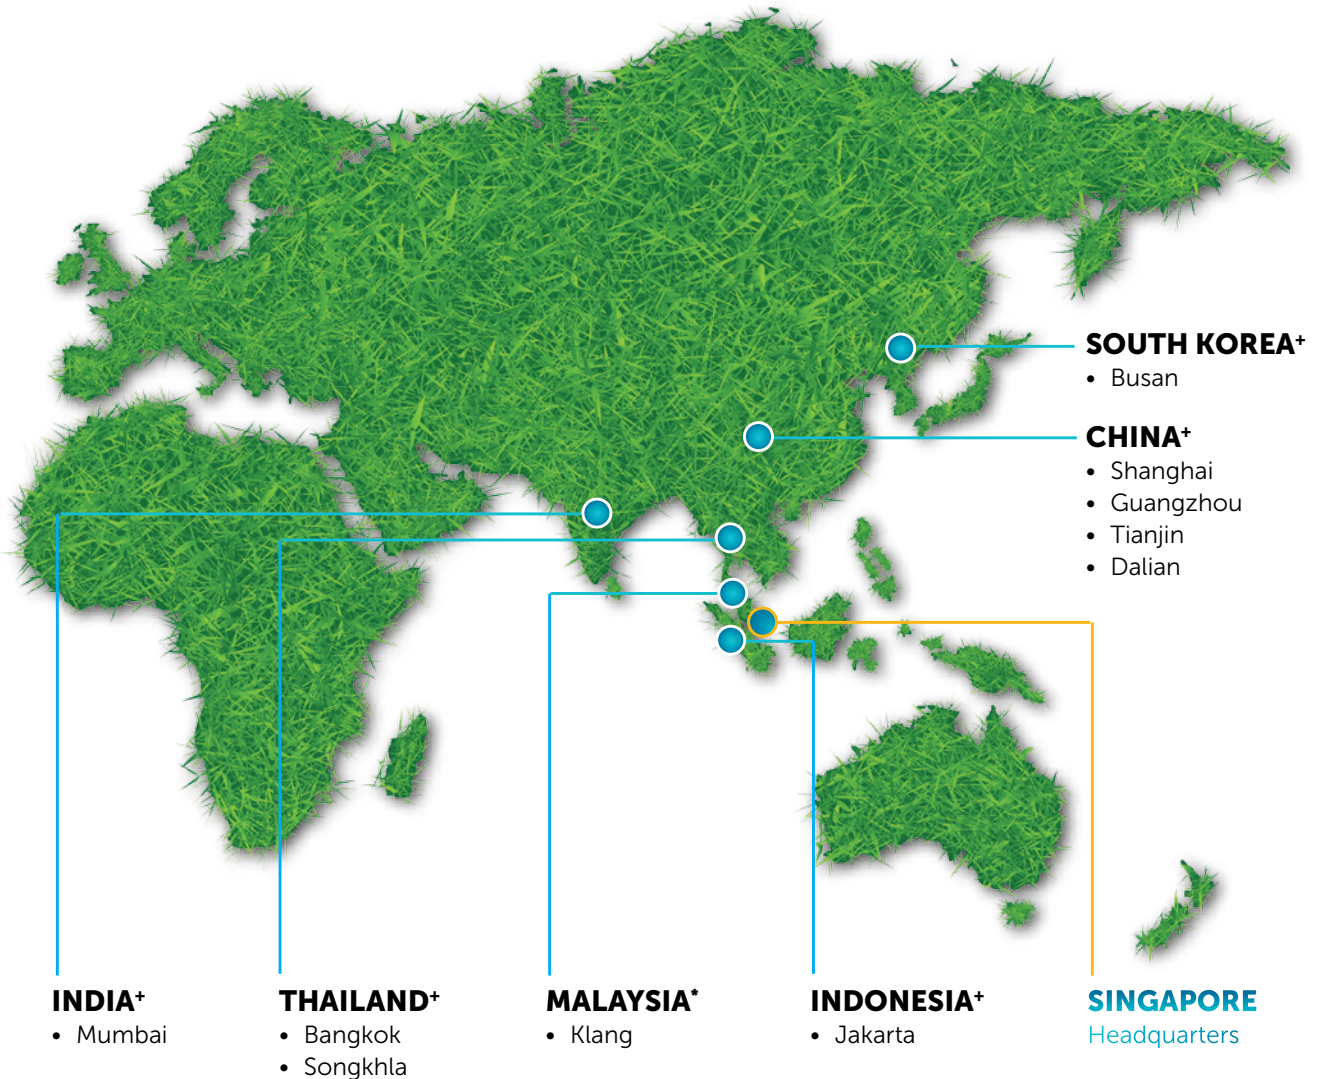 SOUTH KOREA+
• Busan
CHINA+
• Shanghai
• Guangzhou
• Tianjin
• Dalian
INDIA+
• Mumbai
THAILAND+
• Bangkok
• Songkhla
MALAYSIA*
• Klang
INDONESIA+
• Jakarta
SINGAPORE
Headquarters